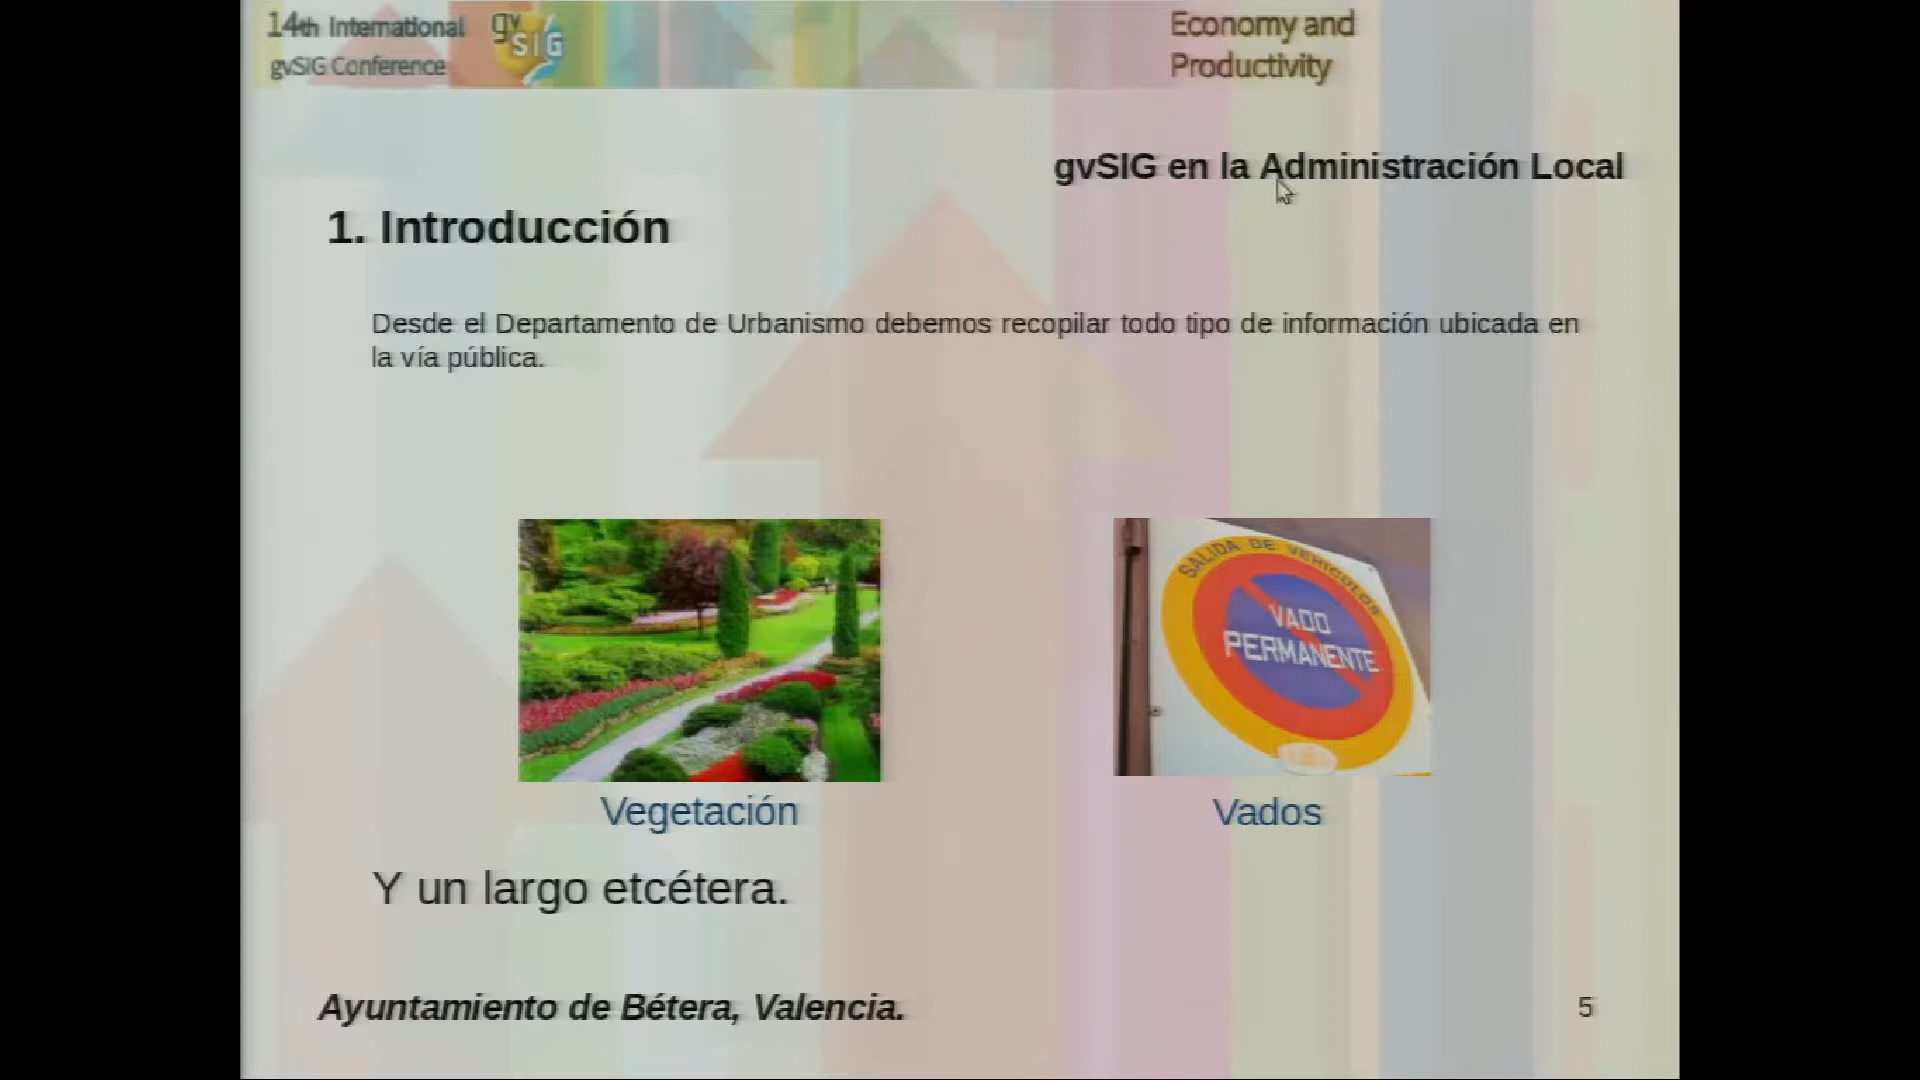 14th International
gvSIG Conference
gvSIG
Economy and
Productivity
gvSIG en la Administración Local
1. Introducción
Desde el Departamento de Urbanismo debemos recopilar todo tipo de información ubicada en
la vía pública.
SALIDA DE VEHICULOS
VADO
PERMANENTE
Vegetación
Vados
Y un largo etcétera.
Ayuntamiento de Bétera, Valencia.
5